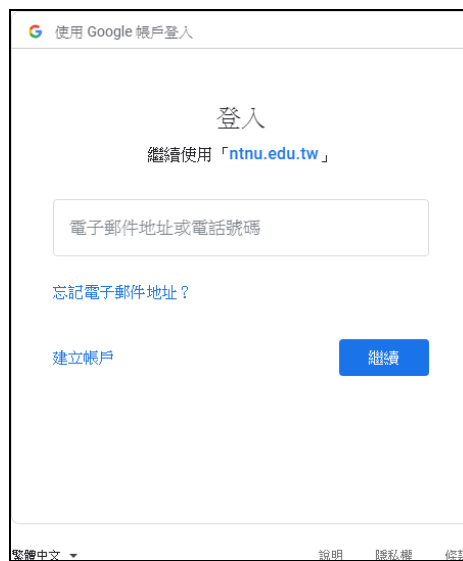 使用 Google 帳戶登入
登入
繼續使用「ntnu.edu.tw」
電子郵件地址或電話號碼
忘記電子郵件地址？
建立帳戶 繼續
繁體中文 說明 隱私權